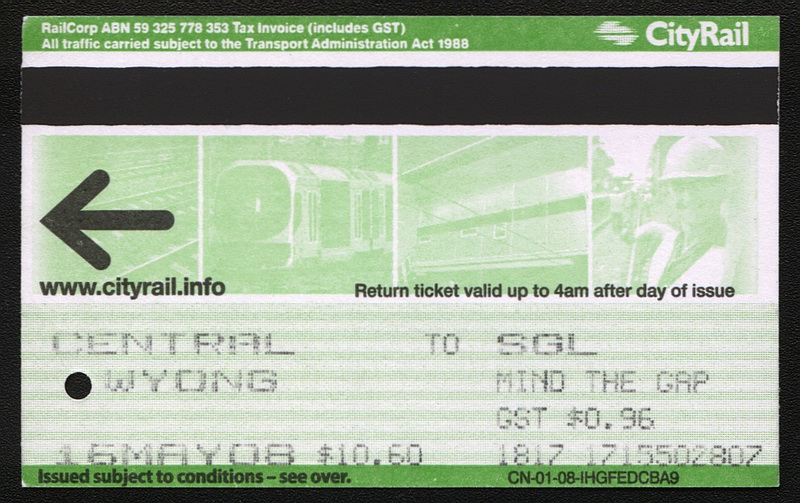 RailCorp ABN 59 325 778 353 Tax Invoice (includes GST)
All traffic carried subject to the Transport Administration Act 1988
CityRail
www.cityrail.info
Return ticket valid up to 4am after day of issue
CENTRAL TO SGL
WYONG MIND THE GAP
GST $0.96
16MAY08 $10.60 1817 1715502807
Issued subject to conditions – see over.
CN-01-08-IHGFEDCBA9